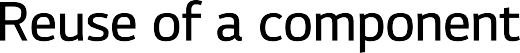 Reuse of a component